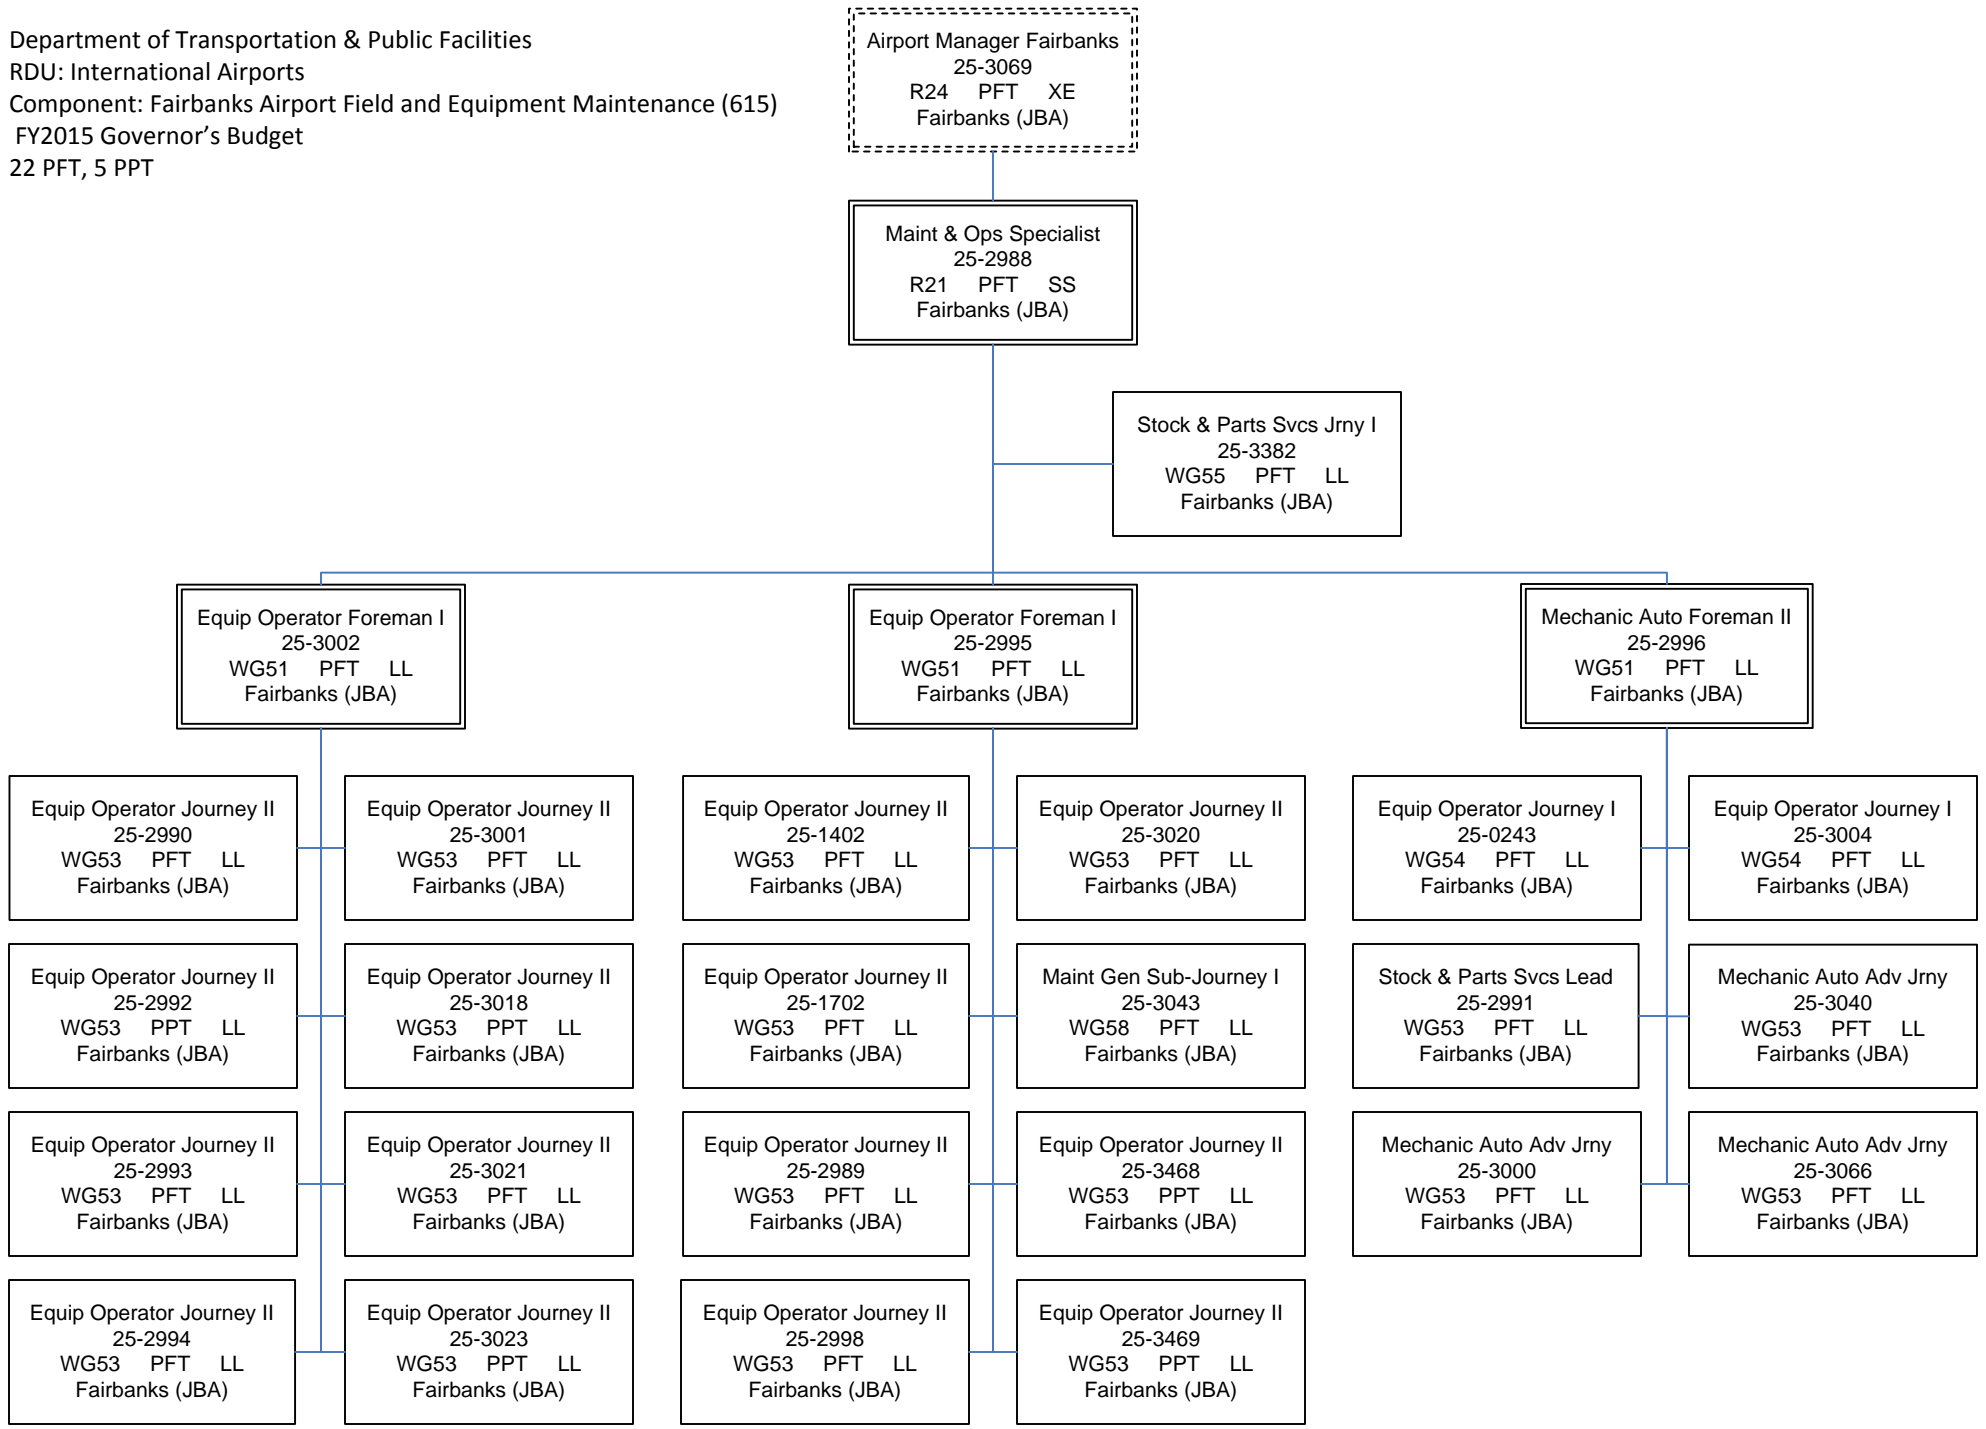 Department of Transportation & Public Facilities
RDU: International Airports
Component: Fairbanks Airport Field and Equipment Maintenance (615)
FY2015 Governor’s Budget
22 PFT, 5 PPT
Airport Manager Fairbanks
25-3069
R24 PFT XE
Fairbanks (JBA)
Maint & Ops Specialist
25-2988
R21 PFT SS
Fairbanks (JBA)
Stock & Parts Svcs Jrny I
25-3382
WG55 PFT LL
Fairbanks (JBA)
Equip Operator Foreman I
25-3002
WG51 PFT LL
Fairbanks (JBA)
Equip Operator Foreman I
25-2995
WG51 PFT LL
Fairbanks (JBA)
Mechanic Auto Foreman II
25-2996
WG51 PFT LL
Fairbanks (JBA)
Equip Operator Journey II
25-2990
WG53 PFT LL
Fairbanks (JBA)
Equip Operator Journey II
25-3001
WG53 PFT LL
Fairbanks (JBA)
Equip Operator Journey II
25-1402
WG53 PFT LL
Fairbanks (JBA)
Equip Operator Journey II
25-3020
WG53 PFT LL
Fairbanks (JBA)
Equip Operator Journey I
25-0243
WG54 PFT LL
Fairbanks (JBA)
Equip Operator Journey I
25-3004
WG54 PFT LL
Fairbanks (JBA)
Equip Operator Journey II
25-2992
WG53 PPT LL
Fairbanks (JBA)
Equip Operator Journey II
25-3018
WG53 PPT LL
Fairbanks (JBA)
Equip Operator Journey II
25-1702
WG53 PFT LL
Fairbanks (JBA)
Maint Gen Sub-Journey I
25-3043
WG58 PFT LL
Fairbanks (JBA)
Stock & Parts Svcs Lead
25-2991
WG53 PFT LL
Fairbanks (JBA)
Mechanic Auto Adv Jrny
25-3040
WG53 PFT LL
Fairbanks (JBA)
Equip Operator Journey II
25-2993
WG53 PFT LL
Fairbanks (JBA)
Equip Operator Journey II
25-3021
WG53 PFT LL
Fairbanks (JBA)
Equip Operator Journey II
25-2989
WG53 PFT LL
Fairbanks (JBA)
Equip Operator Journey II
25-3468
WG53 PPT LL
Fairbanks (JBA)
Mechanic Auto Adv Jrny
25-3000
WG53 PFT LL
Fairbanks (JBA)
Mechanic Auto Adv Jrny
25-3066
WG53 PFT LL
Fairbanks (JBA)
Equip Operator Journey II
25-2994
WG53 PFT LL
Fairbanks (JBA)
Equip Operator Journey II
25-3023
WG53 PPT LL
Fairbanks (JBA)
Equip Operator Journey II
25-2998
WG53 PFT LL
Fairbanks (JBA)
Equip Operator Journey II
25-3469
WG53 PPT LL
Fairbanks (JBA)